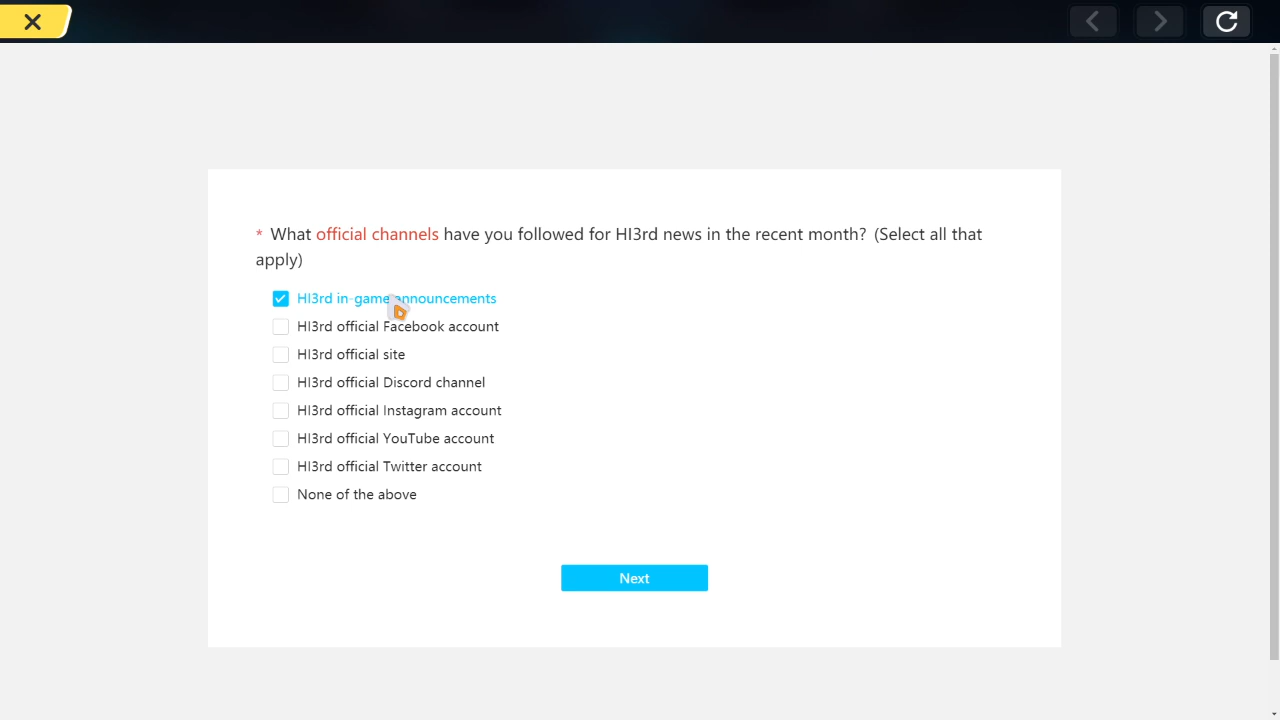 * What official channels have you followed for HI3rd news in the recent month? (Select all that
apply)
HI3rd in-game announcements
HI3rd official Facebook account
HI3rd official site
HI3rd official Discord channel
HI3rd official Instagram account
HI3rd official YouTube account
HI3rd official Twitter account
None of the above
Next